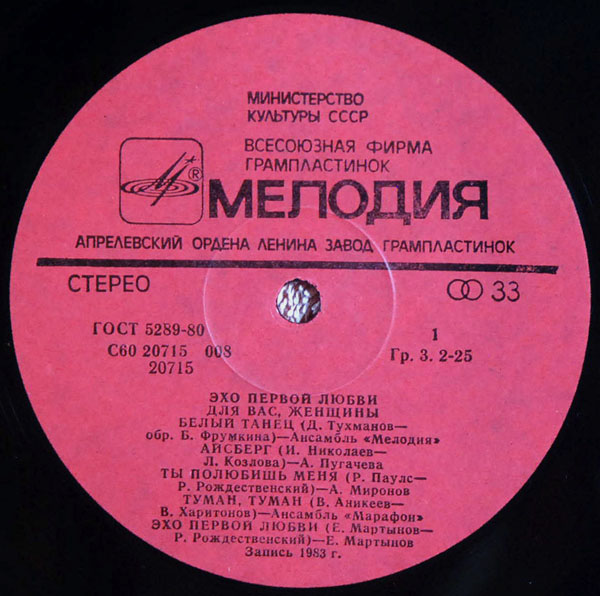 МИНИСТЕРСТВО
КУЛЬТУРЫ СССР
ВСЕСОЮЗНАЯ ФИРМА
ГРАМПЛАСТИНОК
®
МЕЛОДИЯ
АПРЕЛЕВСКИЙ ОРДЕНА ЛЕНИНА ЗАВОД ГРАМПЛАСТИНОК
СТЕРЕО 33
ГОСТ 5289-80 1
С60 20715 008 Гр. 3. 2-25
20715
ЭХО ПЕРВОЙ ЛЮБВИ
ДЛЯ ВАС, ЖЕНЩИНЫ
БЕЛЫЙ ТАНЕЦ (Д. Тухманов—
обр. Б. Фрумкина)—Ансамбль «Мелодия»
АЙСБЕРГ (И. Николаев—
Л. Козлова)—А. Пугачева
ТЫ ПОЛЮБИШЬ МЕНЯ (Р. Паулс—
Р. Рождественский)—А. Миронов
ТУМАН, ТУМАН (В. Аникеев—
В. Харитонов)—Ансамбль «Марафон»
ЭХО ПЕРВОЙ ЛЮБВИ (Е. Мартынов—
Р. Рождественский)—Е. Мартынов
Запись 1983 г.